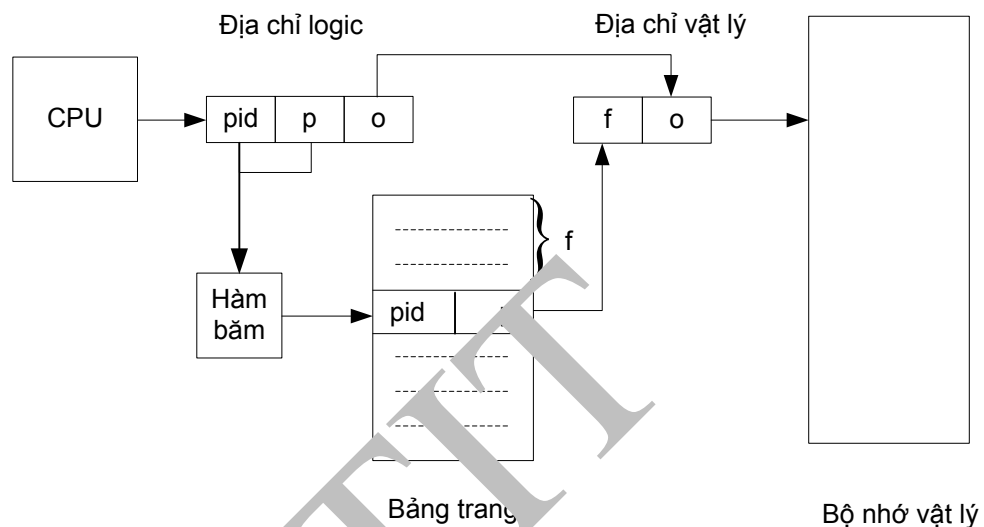 Địa chỉ logic
Địa chỉ vật lý
CPU
pid p o
f o
f
Hàm
băm
pid
Bảng trang
Bộ nhớ vật lý